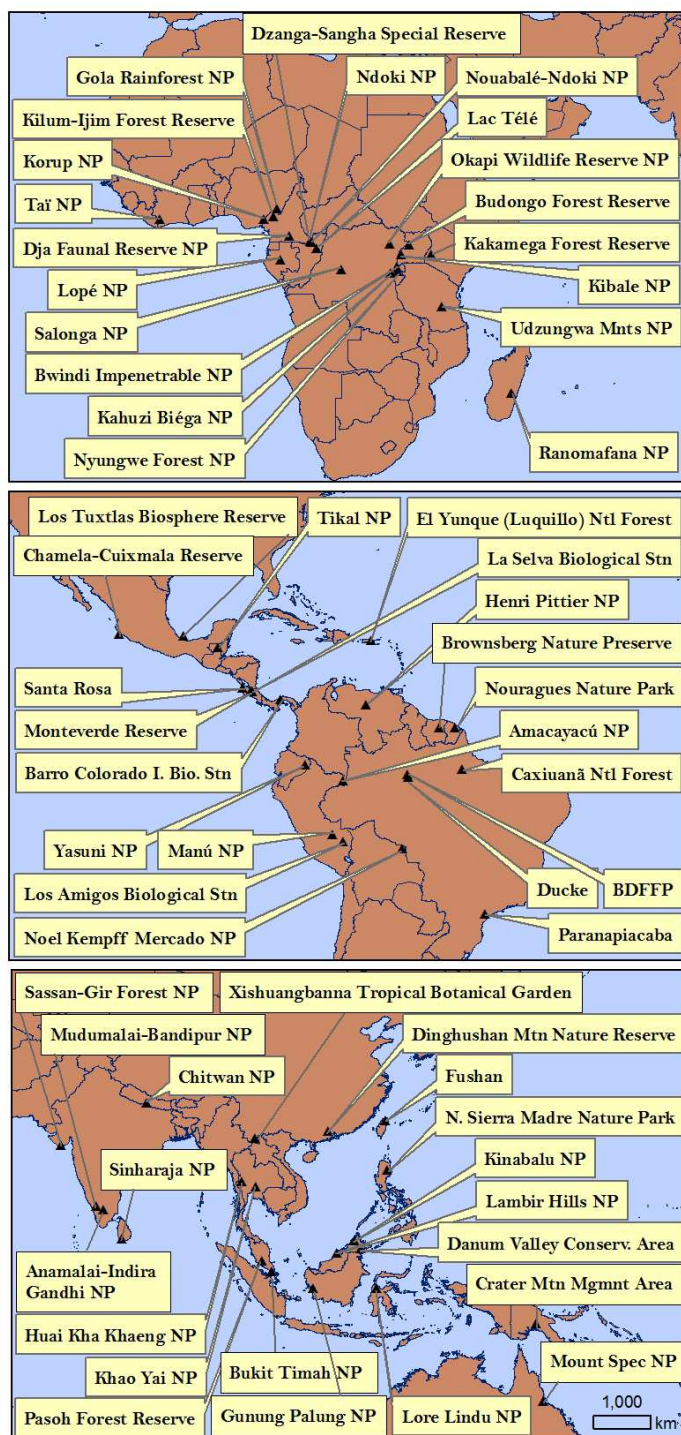 Dzanga-Sangha Special Reserve
Gola Rainforest NP
Ndoki NP
Nouabalé-Ndoki NP
Kilum-Ijim Forest Reserve
Lac Télé
Korup NP
Okapi Wildlife Reserve NP
Taï NP
Budongo Forest Reserve
Dja Faunal Reserve NP
Kakamega Forest Reserve
Lopé NP
Kibale NP
Salonga NP
Udzungwa Mnts NP
Bwindi Impenetrable NP
Kahuzi Biéga NP
Nyungwe Forest NP
Ranomafana NP
Los Tuxtlas Biosphere Reserve
Tikal NP
El Yunque (Luquillo) Ntl Forest
Chamela-Cuixmala Reserve
La Selva Biological Stn
Henri Pittier NP
Brownsberg Nature Preserve
Santa Rosa
Nouragues Nature Park
Monteverde Reserve
Amacayacú NP
Barro Colorado I. Bio. Stn
Caxiuanã Ntl Forest
Yasuni NP
Manú NP
Los Amigos Biological Stn
Ducke
BDFFP
Noel Kempff Mercado NP
Paranapiacaba
Sassan-Gir Forest NP
Xishuangbanna Tropical Botanical Garden
Mudumalai-Bandipur NP
Dinghushan Mtn Nature Reserve
Chitwan NP
Fushan
N. Sierra Madre Nature Park
Sinharaja NP
Kinabalu NP
Lambir Hills NP
Danum Valley Conserv. Area
Anamalai-Indira
Gandhi NP
Crater Mtn Mgmnt Area
Huai Kha Khaeng NP
Khao Yai NP
Bukit Timah NP
Mount Spec NP
Pasoh Forest Reserve
Gunung Palung NP
Lore Lindu NP
1,000
km